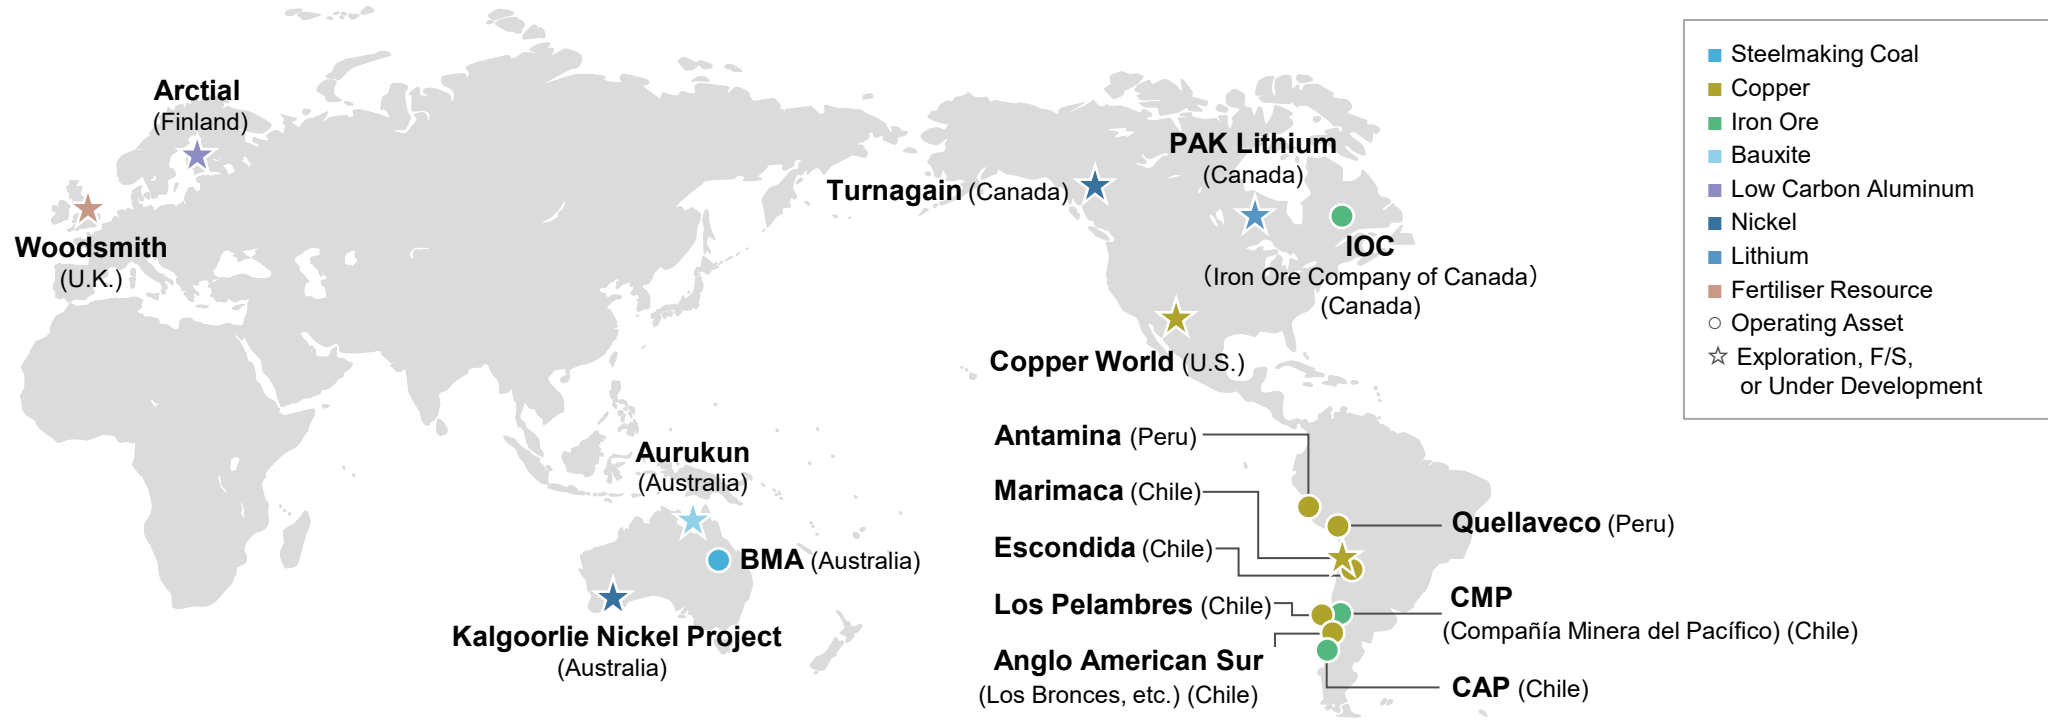 Arctial
(Finland)
Woodsmith
(U.K.)
Turnagain (Canada)
PAK Lithium
(Canada)
IOC
(Iron Ore Company of Canada)
(Canada)
Copper World (U.S.)
Antamina (Peru)
Marimaca (Chile)
Escondida (Chile)
Los Pelambres (Chile)
Anglo American Sur
(Los Bronces, etc.) (Chile)
Quellaveco (Peru)
CMP
(Compañía Minera del Pacífico) (Chile)
CAP (Chile)
Aurukun
(Australia)
BMA (Australia)
Kalgoorlie Nickel Project
(Australia)
Steelmaking Coal
Copper
Iron Ore
Bauxite
Low Carbon Aluminum
Nickel
Lithium
Fertiliser Resource
Operating Asset
Exploration, F/S,
or Under Development